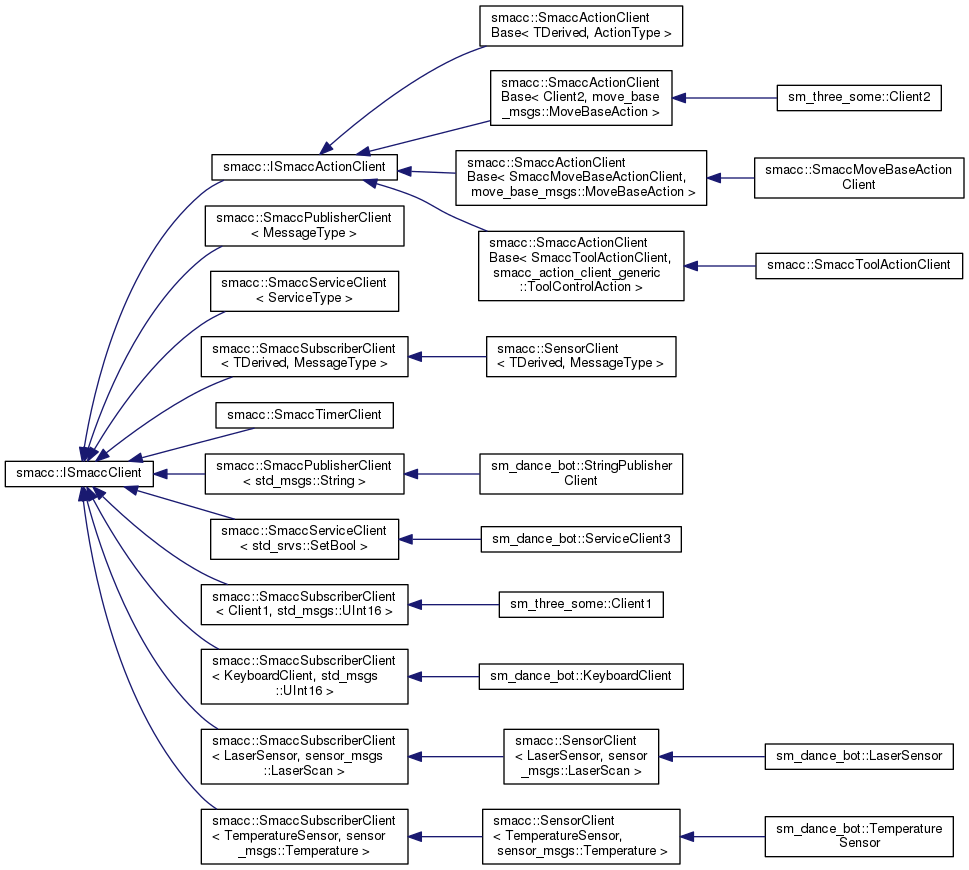 smacc::SmaccActionClient
Base< TDerived, ActionType >
smacc::SmaccActionClient
Base< Client2, move_base
_msgs::MoveBaseAction >
sm_three_some::Client2
smacc::ISmaccActionClient
smacc::SmaccActionClient
Base< SmaccMoveBaseActionClient,
move_base_msgs::MoveBaseAction >
smacc::SmaccMoveBaseAction
Client
smacc::SmaccPublisherClient
< MessageType >
smacc::SmaccActionClient
Base< SmaccToolActionClient,
smacc_action_client_generic
::ToolControlAction >
smacc::SmaccToolActionClient
smacc::SmaccServiceClient
< ServiceType >
smacc::SmaccSubscriberClient
< TDerived, MessageType >
smacc::SensorClient
< TDerived, MessageType >
smacc::SmaccTimerClient
smacc::ISmaccClient
smacc::SmaccPublisherClient
< std_msgs::String >
sm_dance_bot::StringPublisher
Client
smacc::SmaccServiceClient
< std_srvs::SetBool >
sm_dance_bot::ServiceClient3
smacc::SmaccSubscriberClient
< Client1, std_msgs::UInt16 >
sm_three_some::Client1
smacc::SmaccSubscriberClient
< KeyboardClient, std_msgs
::UInt16 >
sm_dance_bot::KeyboardClient
smacc::SmaccSubscriberClient
< LaserSensor, sensor_msgs
::LaserScan >
smacc::SensorClient
< LaserSensor, sensor
_msgs::LaserScan >
sm_dance_bot::LaserSensor
smacc::SmaccSubscriberClient
< TemperatureSensor, sensor
_msgs::Temperature >
smacc::SensorClient
< TemperatureSensor,
sensor_msgs::Temperature >
sm_dance_bot::Temperature
Sensor